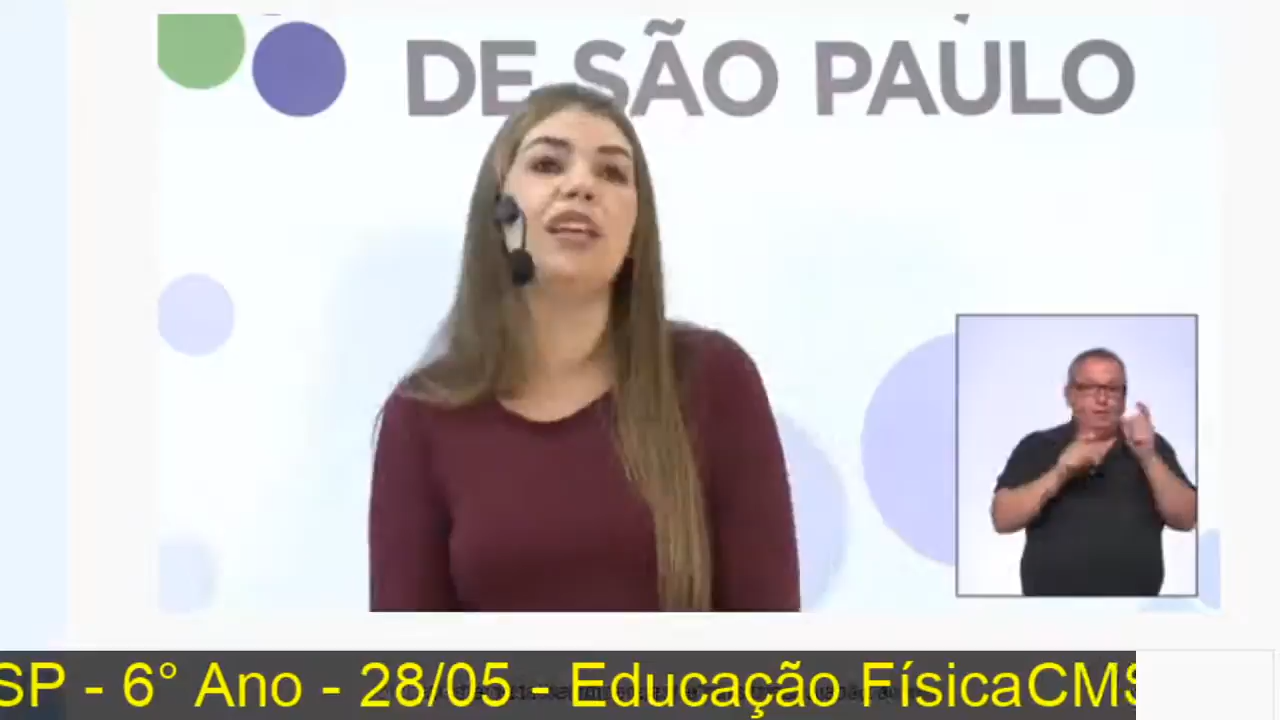 DE SÃO PAULO
SP - 6° Ano - 28/05 - Educação FísicaCMS